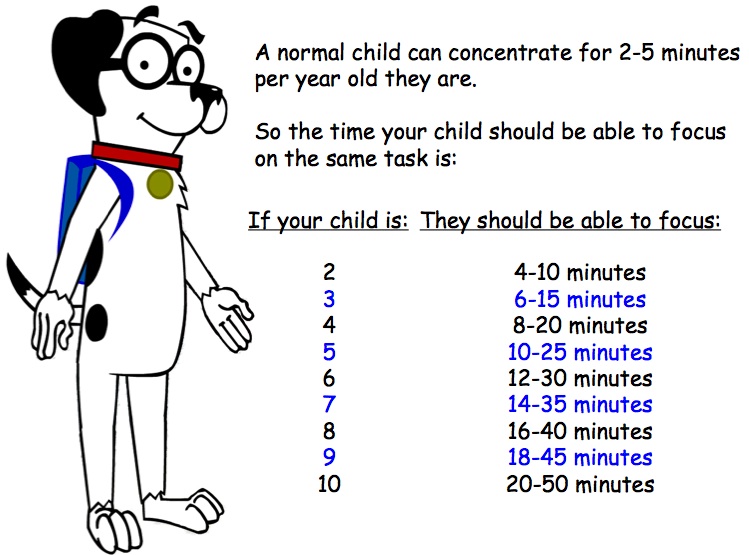 A normal child can concentrate for 2-5 minutes
per year old they are.
So the time your child should be able to focus
on the same task is:
If your child is: They should be able to focus:
2 4-10 minutes
3 6-15 minutes
4 8-20 minutes
5 10-25 minutes
6 12-30 minutes
7 14-35 minutes
8 16-40 minutes
9 18-45 minutes
10 20-50 minutes